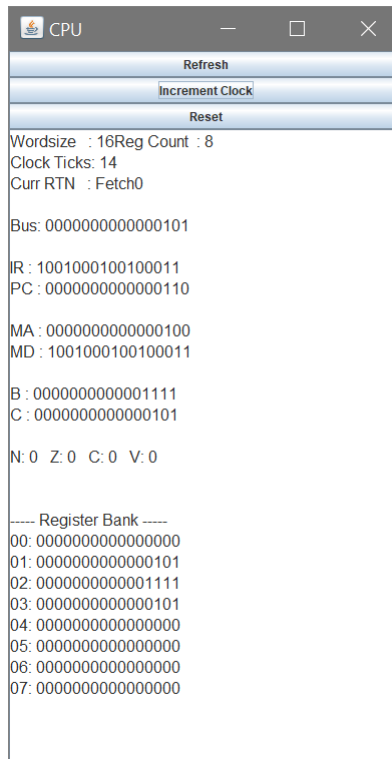 CPU
Refresh
Increment Clock
Reset
Wordsize : 16Reg Count : 8
Clock Ticks: 14
Curr RTN : Fetch0
Bus: 0000000000000101
IR : 1001000100100011
PC : 0000000000000110
MA : 0000000000000100
MD : 1001000100100011
B : 0000000000001111
C : 0000000000000101
N: 0 Z: 0 C: 0 V: 0
----- Register Bank -----
00: 0000000000000000
01: 0000000000000101
02: 0000000000001111
03: 0000000000000101
04: 0000000000000000
05: 0000000000000000
06: 0000000000000000
07: 0000000000000000